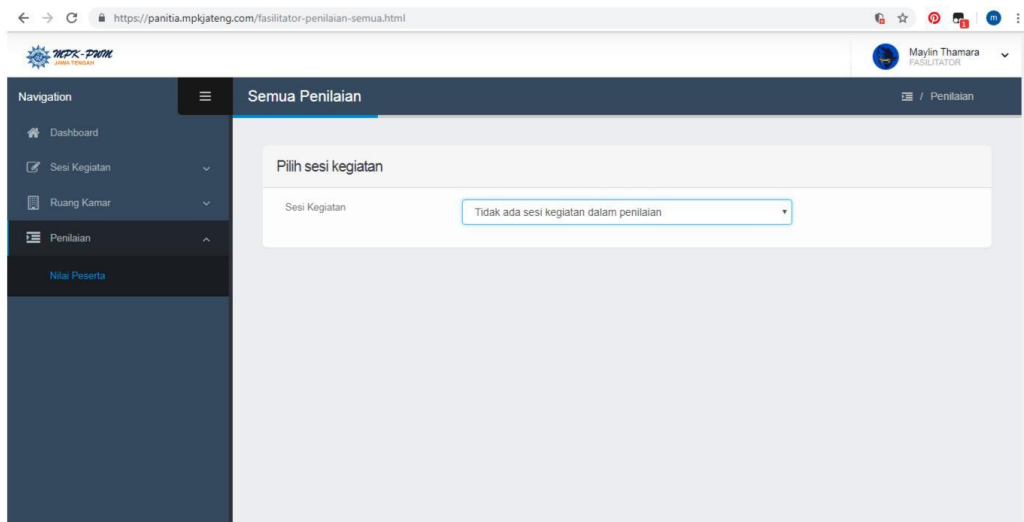 https://panitia.mpkjateng.com/fasilitator-penilaian-semua.html
1
m
MPK-PWM
JAWA TENGAH
Maylin Thamara
FASILITATOR
Navigation
Semua Penilaian
/ Penilaian
Dashboard
Sesi Kegiatan
Ruang Kamar
Penilaian
Nilai Peserta
Pilih sesi kegiatan
Sesi Kegiatan
Tidak ada sesi kegiatan dalam penilaian